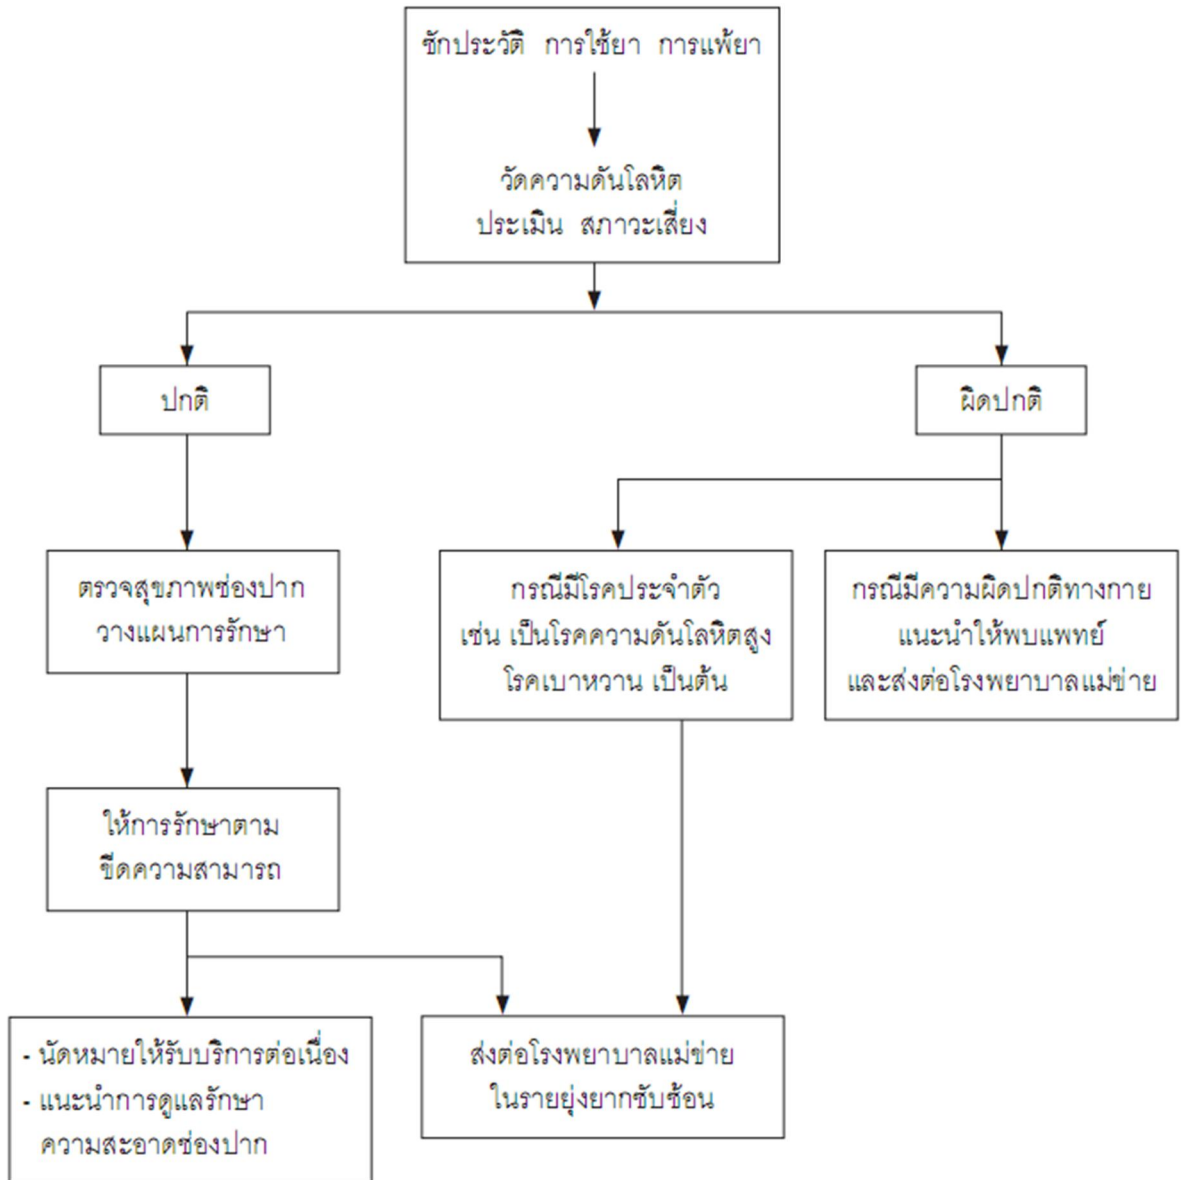 ซักประวัติ การใช้ยา การแพ้ยา
วัดความดันโลหิต
ประเมิน สภาวะเสี่ยง
ปกติ
ผิดปกติ
ตรวจสุขภาพช่องปาก
วางแผนการรักษา
กรณีมีโรคประจำตัว
เช่น เป็นโรคความดันโลหิตสูง
โรคเบาหวาน เป็นต้น
กรณีมีความผิดปกติทางกาย
แนะนำให้พบแพทย์
และส่งต่อโรงพยาบาลแม่ข่าย
ให้การรักษาตาม
ขีดความสามารถ
- นัดหมายให้รับบริการต่อเนื่อง
- แนะนำการดูแลรักษา
ความสะอาดช่องปาก
ส่งต่อโรงพยาบาลแม่ข่าย
ในรายยุ่งยากซับซ้อน